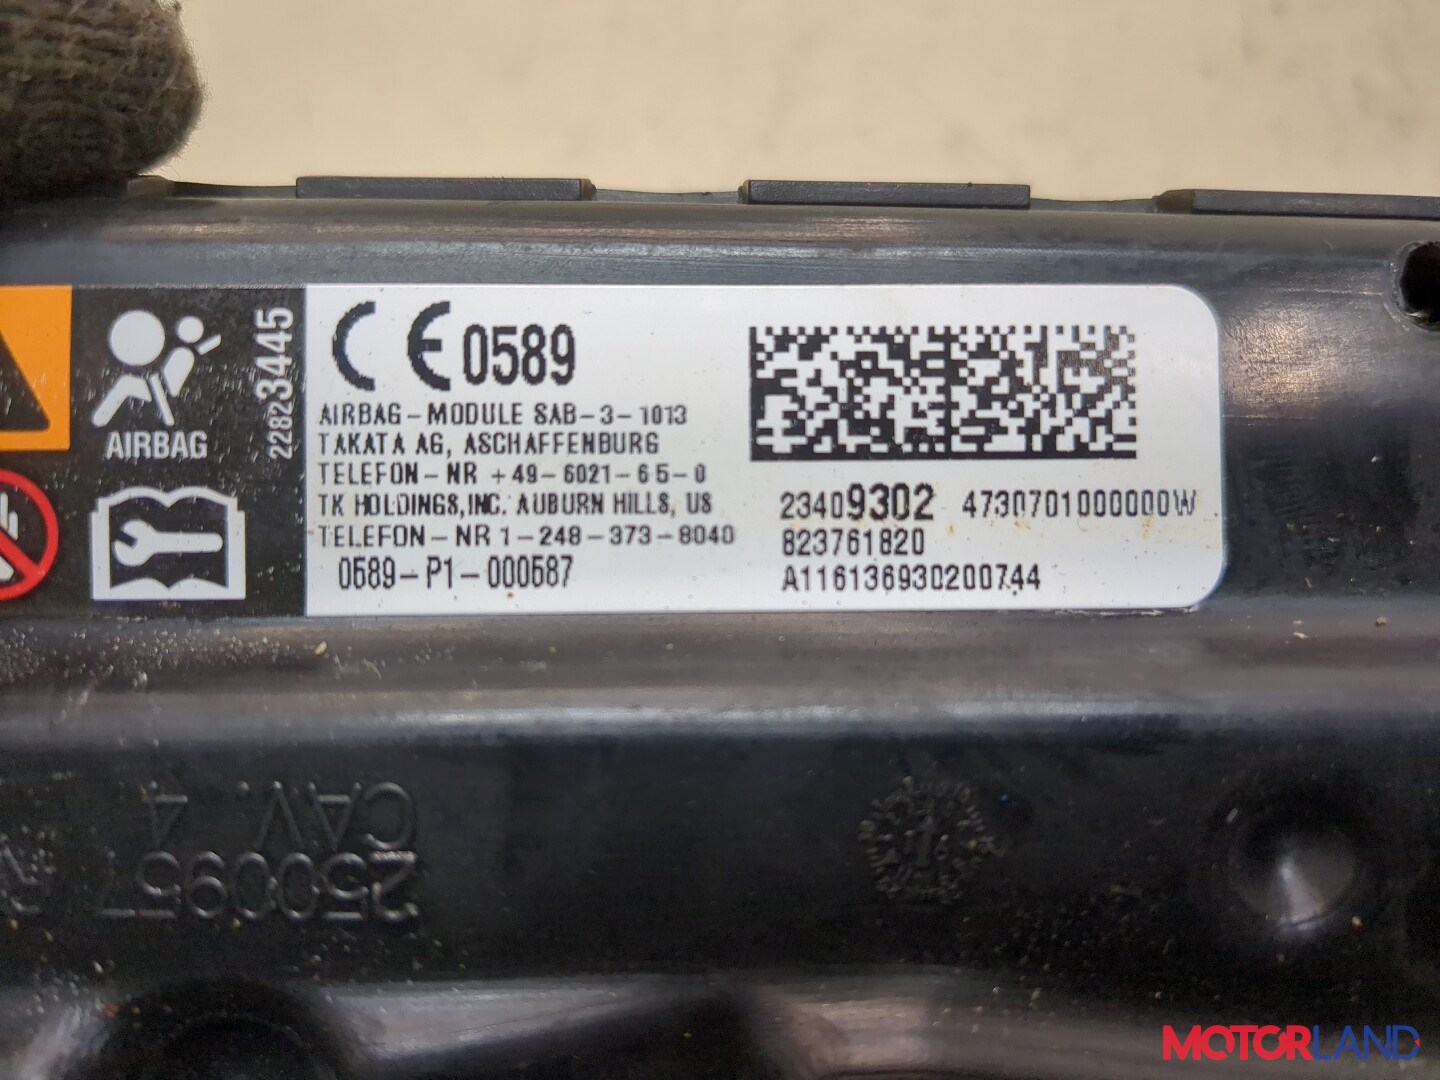 AIRBAG
22823445
CE 0589
AIRBAG-MODULE SAB-3-1013
TAKATA AG, ASCHAFFENBURG
TELEFON-NR +49-6021-65-0
TK HOLDINGS,INC. AUBURN HILLS, US
TELEFON-NR 1-248-373-8040
0589-P1-000587
23409302 4730701000000W
823761820
A116136930200744
CAV. 4
2500957
MOTORLAND